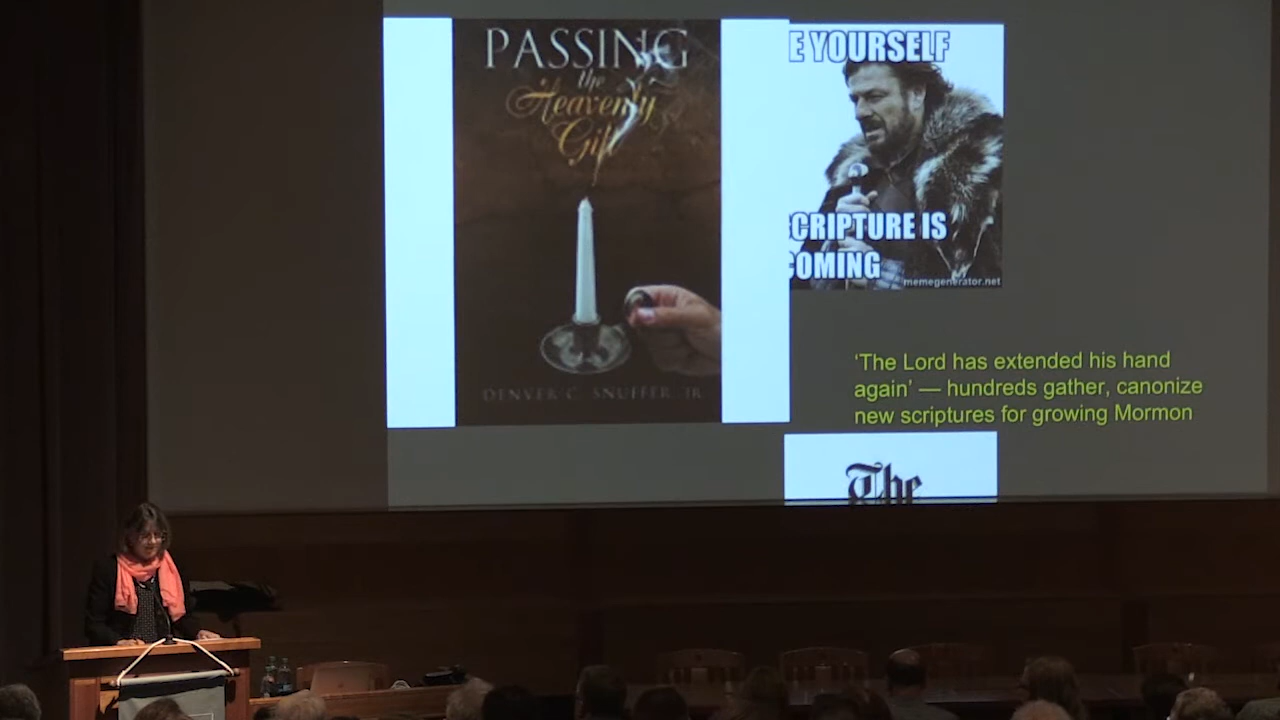 PASSING
the
Heavenly
Gift
DENVER C. SNUFFER JR
E YOURSELF
CRIPTURE IS
COMING
memegenerator.net
‘The Lord has extended his hand
again’ — hundreds gather, canonize
new scriptures for growing Mormon
The